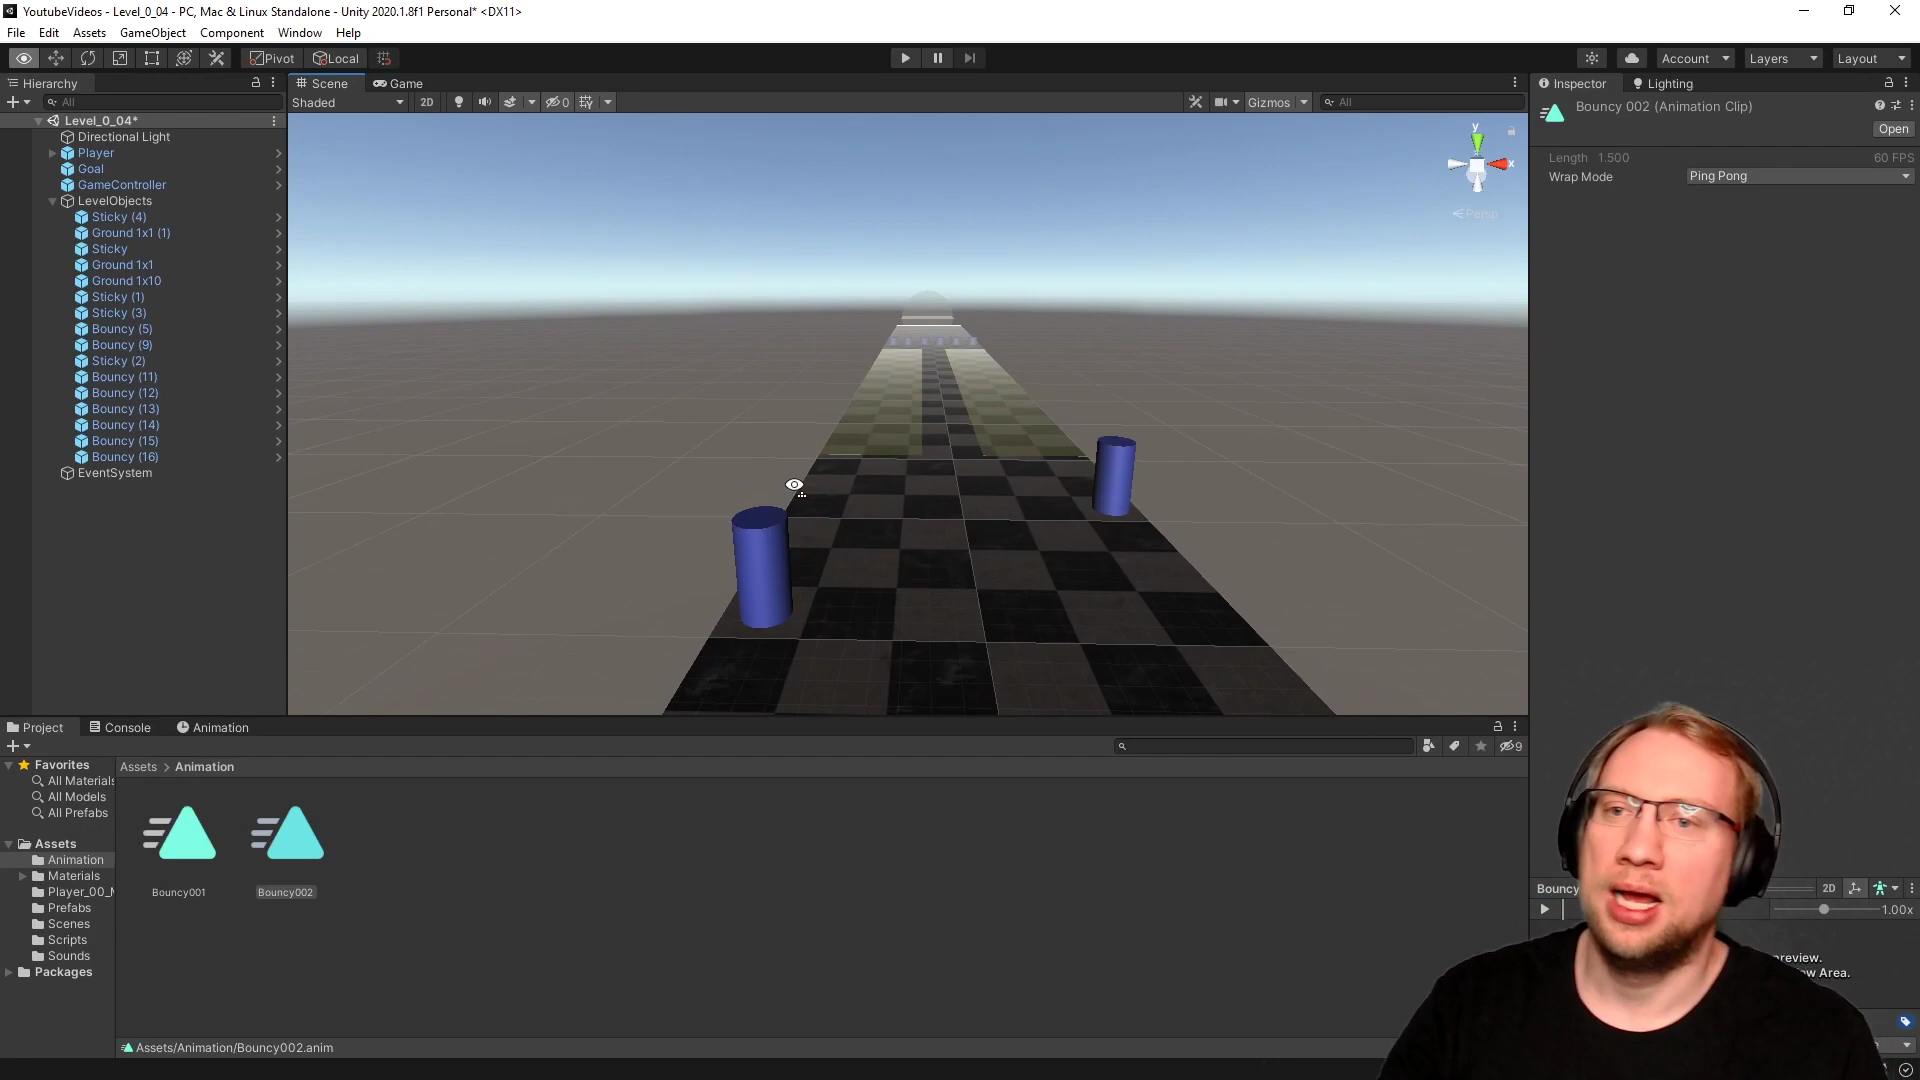 YoutubeVideos - Level_0_04 - PC, Mac & Linux Standalone - Unity 2020.1.8f1 Personal* <DX11>
File Edit Assets GameObject Component Window Help
Pivot Local Account Layers Layout
Hierarchy
Scene Game
Inspector Lighting
All
Shaded 2D 0 Gizmos All
Bouncy 002 (Animation Clip)
Open
Level_0_04*
Directional Light
Player
Goal
GameController
LevelObjects
Sticky (4)
Ground 1x1 (1)
Sticky
Ground 1x1
Ground 1x10
Sticky (1)
Sticky (3)
Bouncy (5)
Bouncy (9)
Sticky (2)
Bouncy (11)
Bouncy (12)
Bouncy (13)
Bouncy (14)
Bouncy (15)
Bouncy (16)
EventSystem
y
x
Persp
Length 1.500 60 FPS
Wrap Mode Ping Pong
Project Console Animation
9
Favorites
All Materials
All Models
All Prefabs
Assets
Animation
Materials
Player_00_
Prefabs
Scenes
Scripts
Sounds
Packages
Assets > Animation
Bouncy001 Bouncy002
Assets/Animation/Bouncy002.anim
Bouncy 2D
1.00x
review.
w Area.